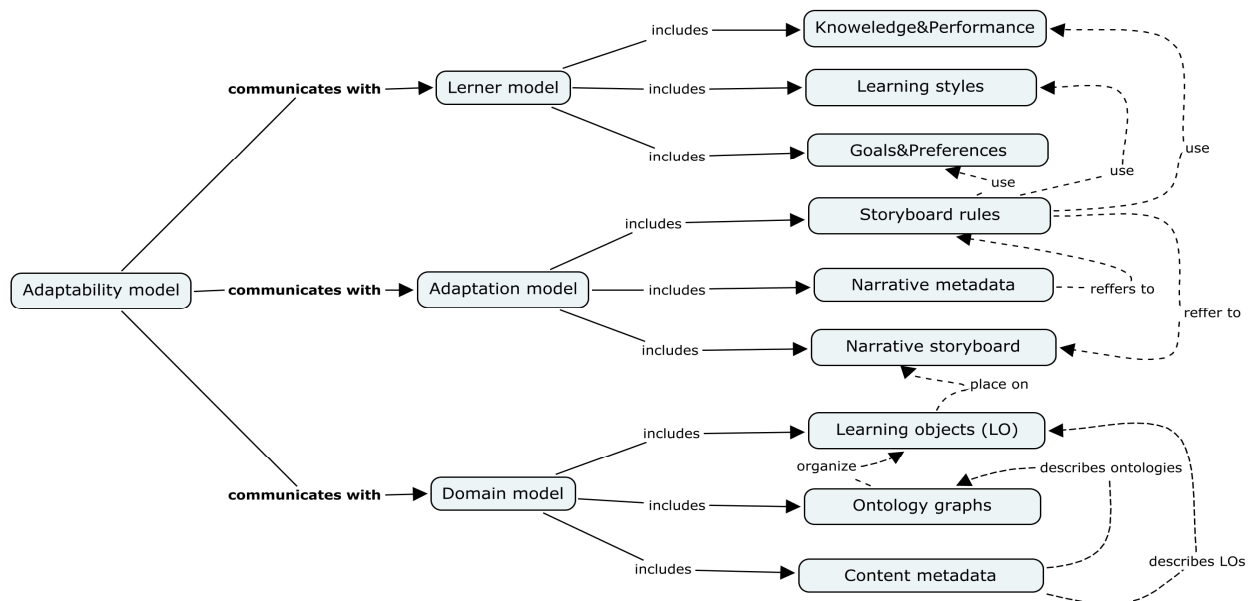 includes
Knoweledge&Performance
communicates with
Lerner model
includes
Learning styles
includes
Goals&Preferences
use
use
use
includes
Storyboard rules
Adaptability model
communicates with
Adaptation model
includes
Narrative metadata
reffers to
reffer to
includes
Narrative storyboard
place on
includes
Learning objects (LO)
organize
describes ontologies
communicates with
Domain model
includes
Ontology graphs
includes
Content metadata
describes LOs